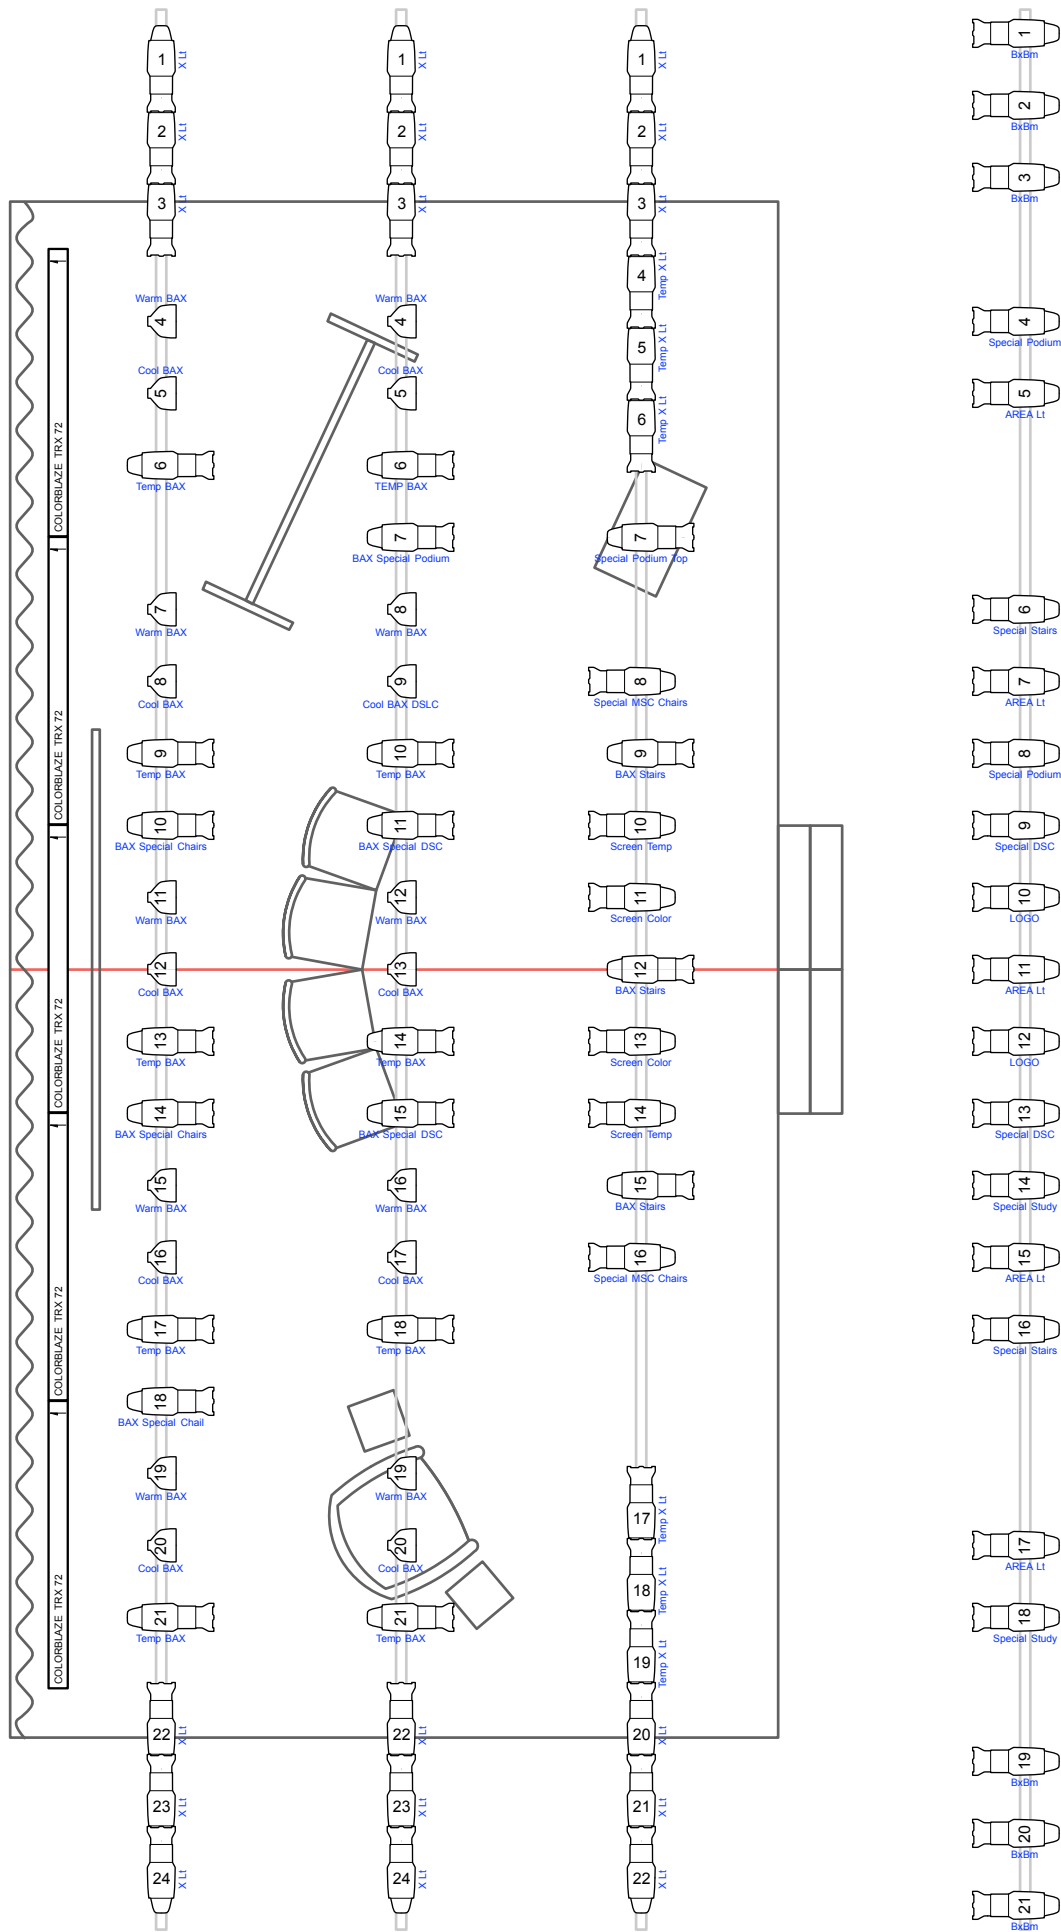 COLORBLAZE TRX 72
COLORBLAZE TRX 72
COLORBLAZE TRX 72
COLORBLAZE TRX 72
COLORBLAZE TRX 72
1
X Lt
2
X Lt
3
X Lt
Warm BAX
4
Cool BAX
5
6
Temp BAX
7
Warm BAX
8
Cool BAX
9
Temp BAX
10
BAX Special Chairs
11
Warm BAX
12
Cool BAX
13
Temp BAX
14
BAX Special Chairs
15
Warm BAX
16
Cool BAX
17
Temp BAX
18
BAX Special Chail
19
Warm BAX
20
Cool BAX
21
Temp BAX
22
X Lt
23
X Lt
24
X Lt
1
X Lt
2
X Lt
3
X Lt
Warm BAX
4
Cool BAX
5
6
TEMP BAX
7
BAX Special Podium
8
Warm BAX
9
Cool BAX DSLC
10
Temp BAX
11
BAX Special DSC
12
Warm BAX
13
Cool BAX
14
Temp BAX
15
BAX Special DSC
16
Warm BAX
17
Cool BAX
18
Temp BAX
19
Warm BAX
20
Cool BAX
21
Temp BAX
22
X Lt
23
X Lt
24
X Lt
1
X Lt
2
X Lt
3
X Lt
4
Temp X Lt
5
Temp X Lt
6
Temp X Lt
7
Special Podium Top
8
Special MSC Chairs
9
BAX Stairs
10
Screen Temp
11
Screen Color
12
BAX Stairs
13
Screen Color
14
Screen Temp
15
BAX Stairs
16
Special MSC Chairs
17
Temp X Lt
18
Temp X Lt
19
Temp X Lt
20
X Lt
21
X Lt
22
X Lt
1
BxBm
2
BxBm
3
BxBm
4
Special Podium
5
AREA Lt
6
Special Stairs
7
AREA Lt
8
Special Podium
9
Special DSC
10
LOGO
11
AREA Lt
12
LOGO
13
Special DSC
14
Special Study
15
AREA Lt
16
Special Stairs
17
AREA Lt
18
Special Study
19
BxBm
20
BxBm
21
BxBm